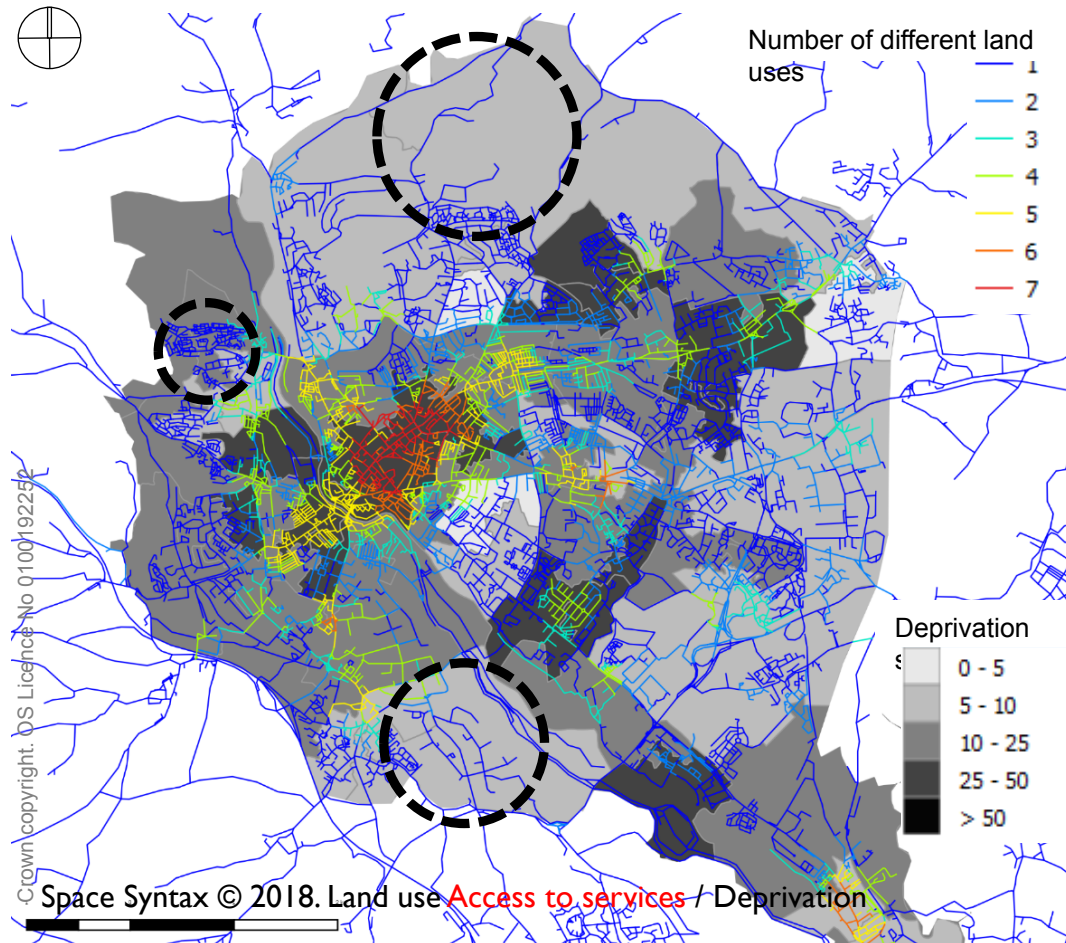 Number of different land
uses
1
2
3
4
5
6
7
Deprivation
s
0 - 5
5 - 10
10 - 25
25 - 50
> 50
Crown copyright. OS Licence No 0100192252
Space Syntax © 2018. Land use Access to services / Deprivation